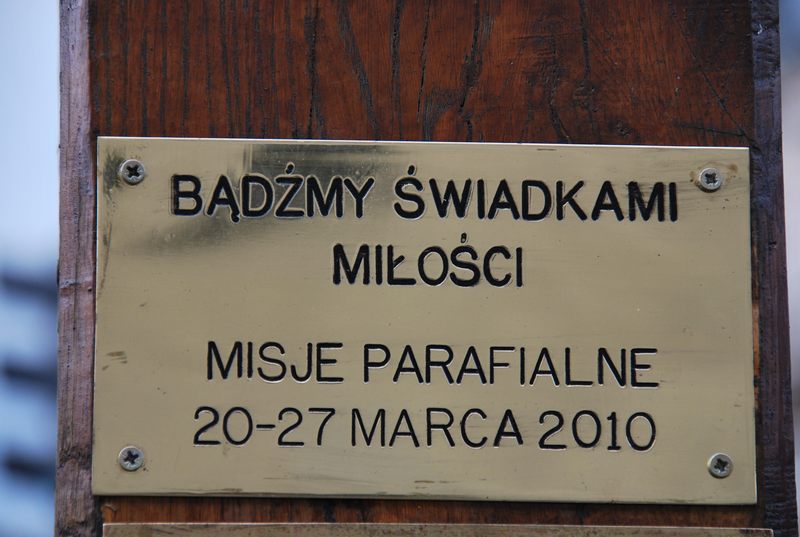 BĄDŹMY ŚWIADKAMI
MIŁOŚCI
MISJE PARAFIALNE
20-27 MARCA 2010